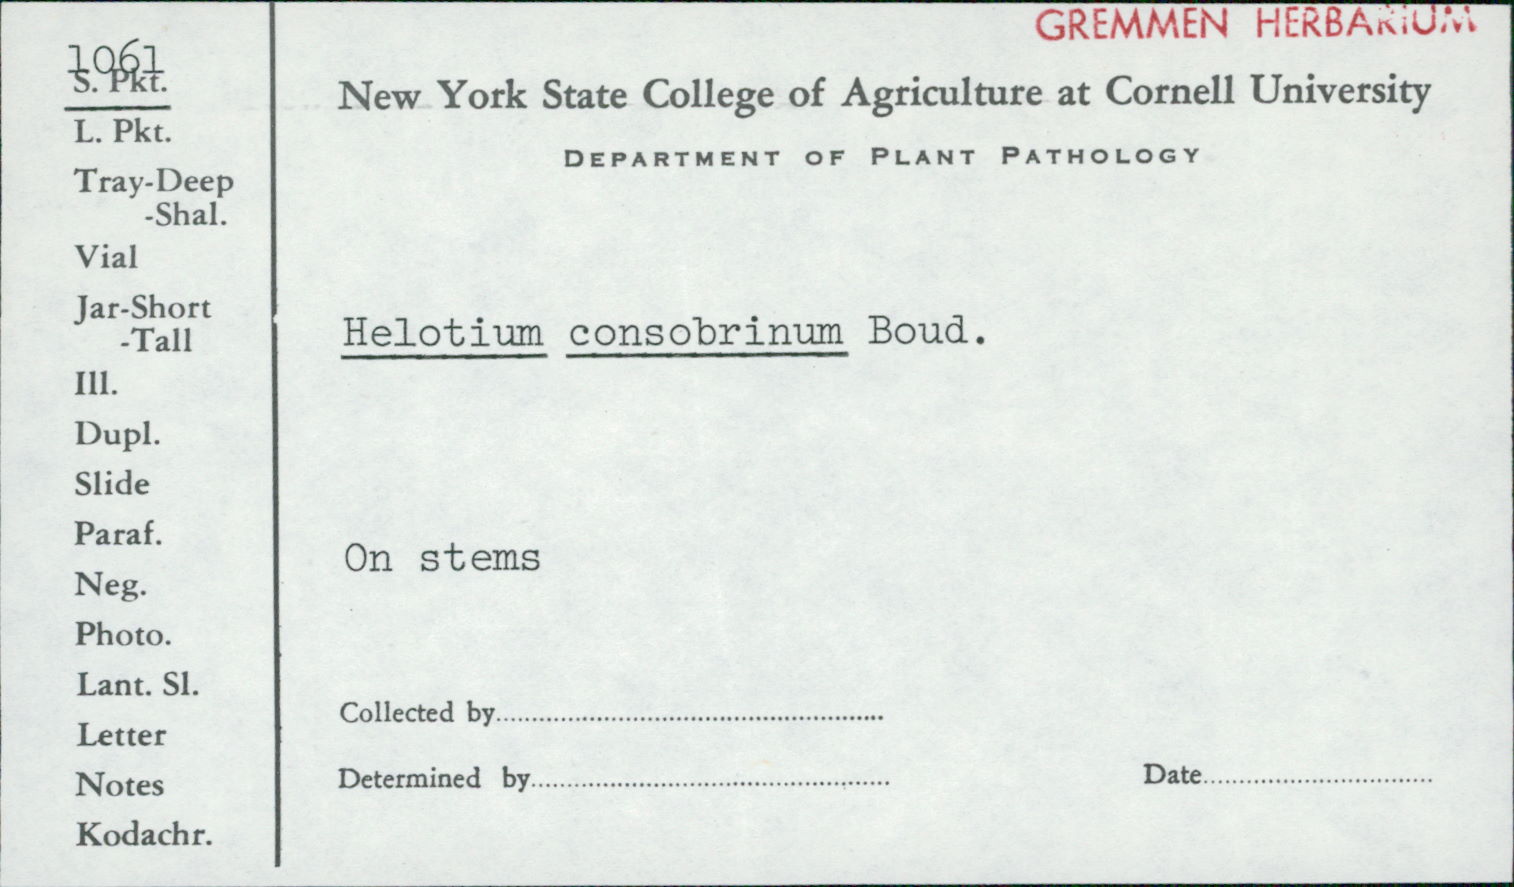 GREMMEN HERBARIUM
1061
S. Pkt.
L. Pkt.
Tray-Deep
-Shal.
Vial
Jar-Short
-Tall
Ill.
Dupl.
Slide
Paraf.
Neg.
Photo.
Lant. Sl.
Letter
Notes
Kodachr.
New York State College of Agriculture at Cornell University
DEPARTMENT OF PLANT PATHOLOGY
Helotium consobrinum Boud.
On stems
Collected by
Determined by
Date